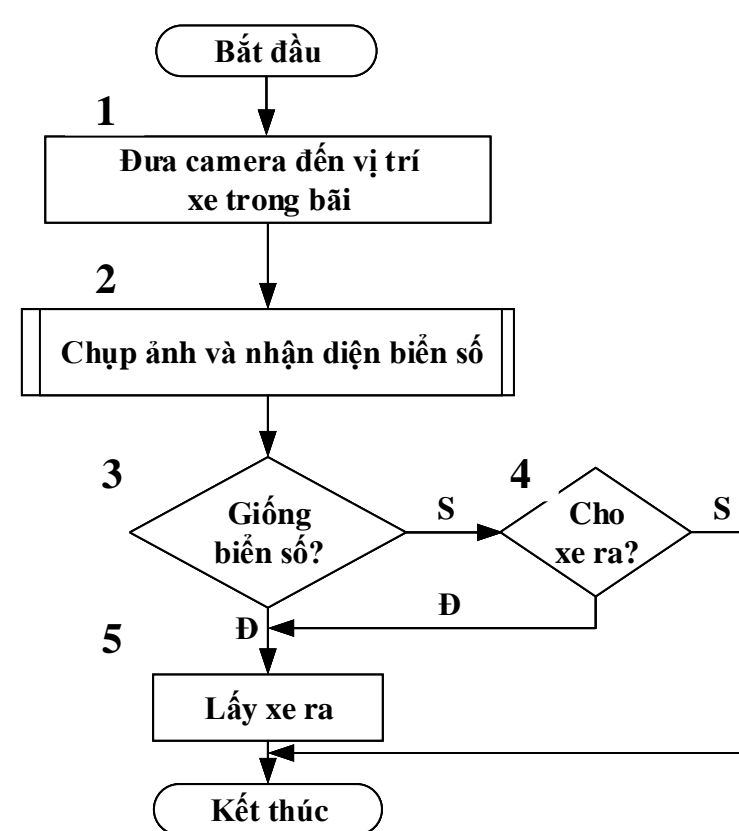 Bắt đầu
1
Đưa camera đến vị trí
xe trong bãi
2
Chụp ảnh và nhận diện biển số
3
Giống
biển số?
S
4
Cho
xe ra?
S
Đ
Đ
5
Lấy xe ra
Kết thúc